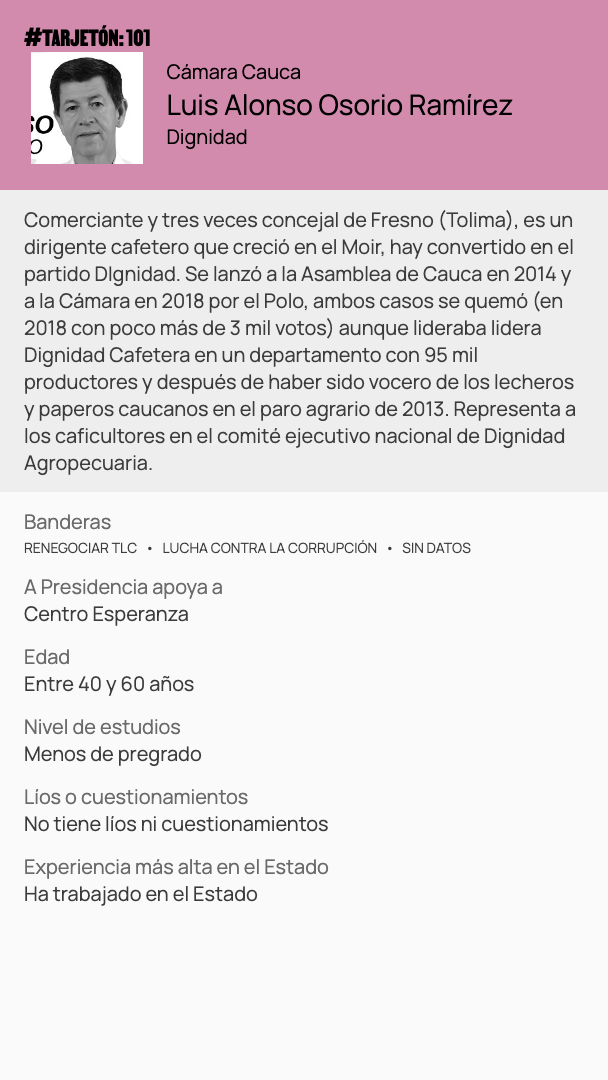 #TARJETÓN: 101
Cámara Cauca
Luis Alonso Osorio Ramírez
Dignidad
SO
O
Comerciante y tres veces concejal de Fresno (Tolima), es un
dirigente cafetero que creció en el Moir, hay convertido en el
partido DIgnidad. Se lanzó a la Asamblea de Cauca en 2014 y
a la Cámara en 2018 por el Polo, ambos casos se quemó (en
2018 con poco más de 3 mil votos) aunque lideraba lidera
Dignidad Cafetera en un departamento con 95 mil
productores y después de haber sido vocero de los lecheros
y paperos caucanos en el paro agrario de 2013. Representa a
los caficultores en el comité ejecutivo nacional de Dignidad
Agropecuaria.
Banderas
RENEGOCIAR TLC • LUCHA CONTRA LA CORRUPCIÓN • SIN DATOS
A Presidencia apoya a
Centro Esperanza
Edad
Entre 40 y 60 años
Nivel de estudios
Menos de pregrado
Líos o cuestionamientos
No tiene líos ni cuestionamientos
Experiencia más alta en el Estado
Ha trabajado en el Estado